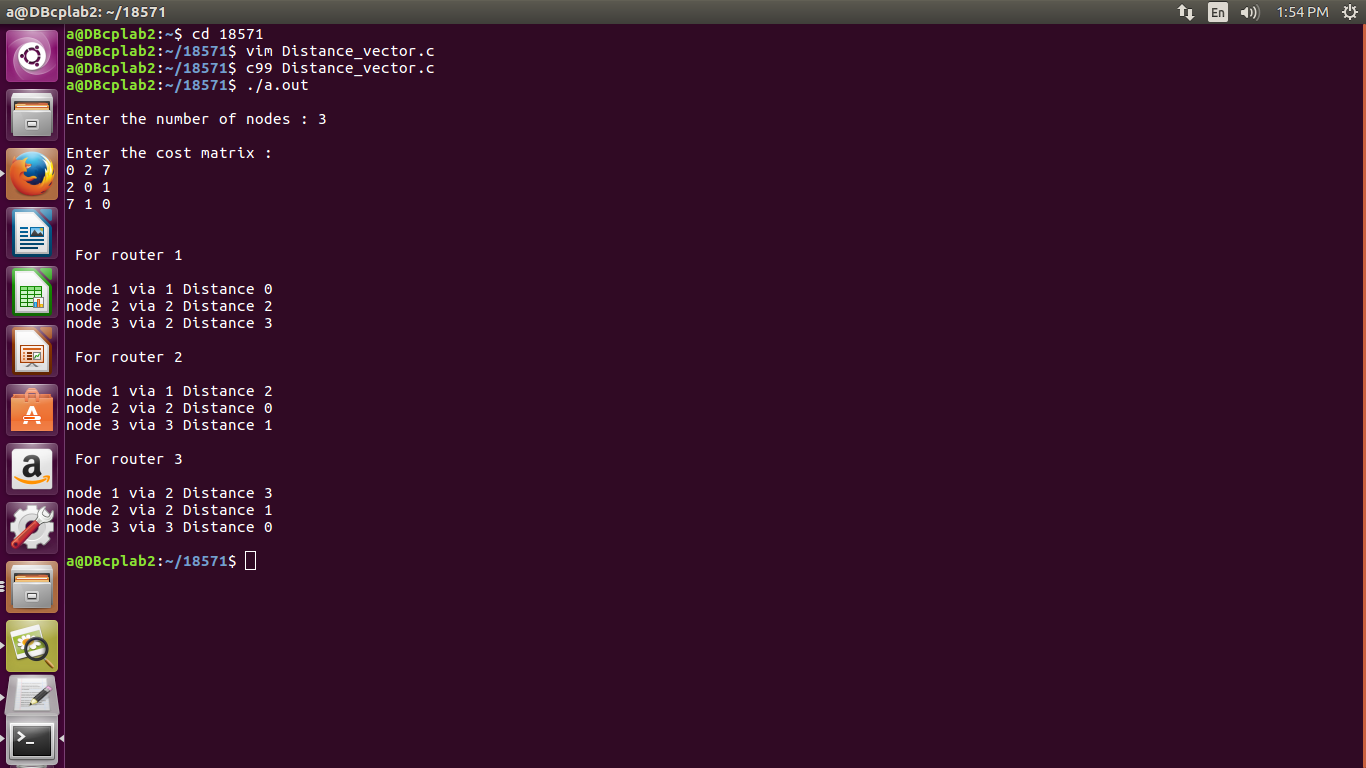 a@DBcplab2: ~/18571
En
1:54 PM
a@DBcplab2:~$ cd 18571
a@DBcplab2:~/18571$ vim Distance_vector.c
a@DBcplab2:~/18571$ c99 Distance_vector.c
a@DBcplab2:~/18571$ ./a.out
Enter the number of nodes : 3
Enter the cost matrix :
0 2 7
2 0 1
7 1 0
For router 1
node 1 via 1 Distance 0
node 2 via 2 Distance 2
node 3 via 2 Distance 3
For router 2
node 1 via 1 Distance 2
node 2 via 2 Distance 0
node 3 via 3 Distance 1
For router 3
node 1 via 2 Distance 3
node 2 via 2 Distance 1
node 3 via 3 Distance 0
a@DBcplab2:~/18571$